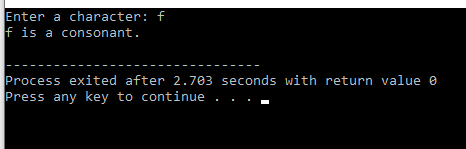 Enter a character: f
f is a consonant.
--------------------------------
Process exited after 2.703 seconds with return value 0
Press any key to continue . . .